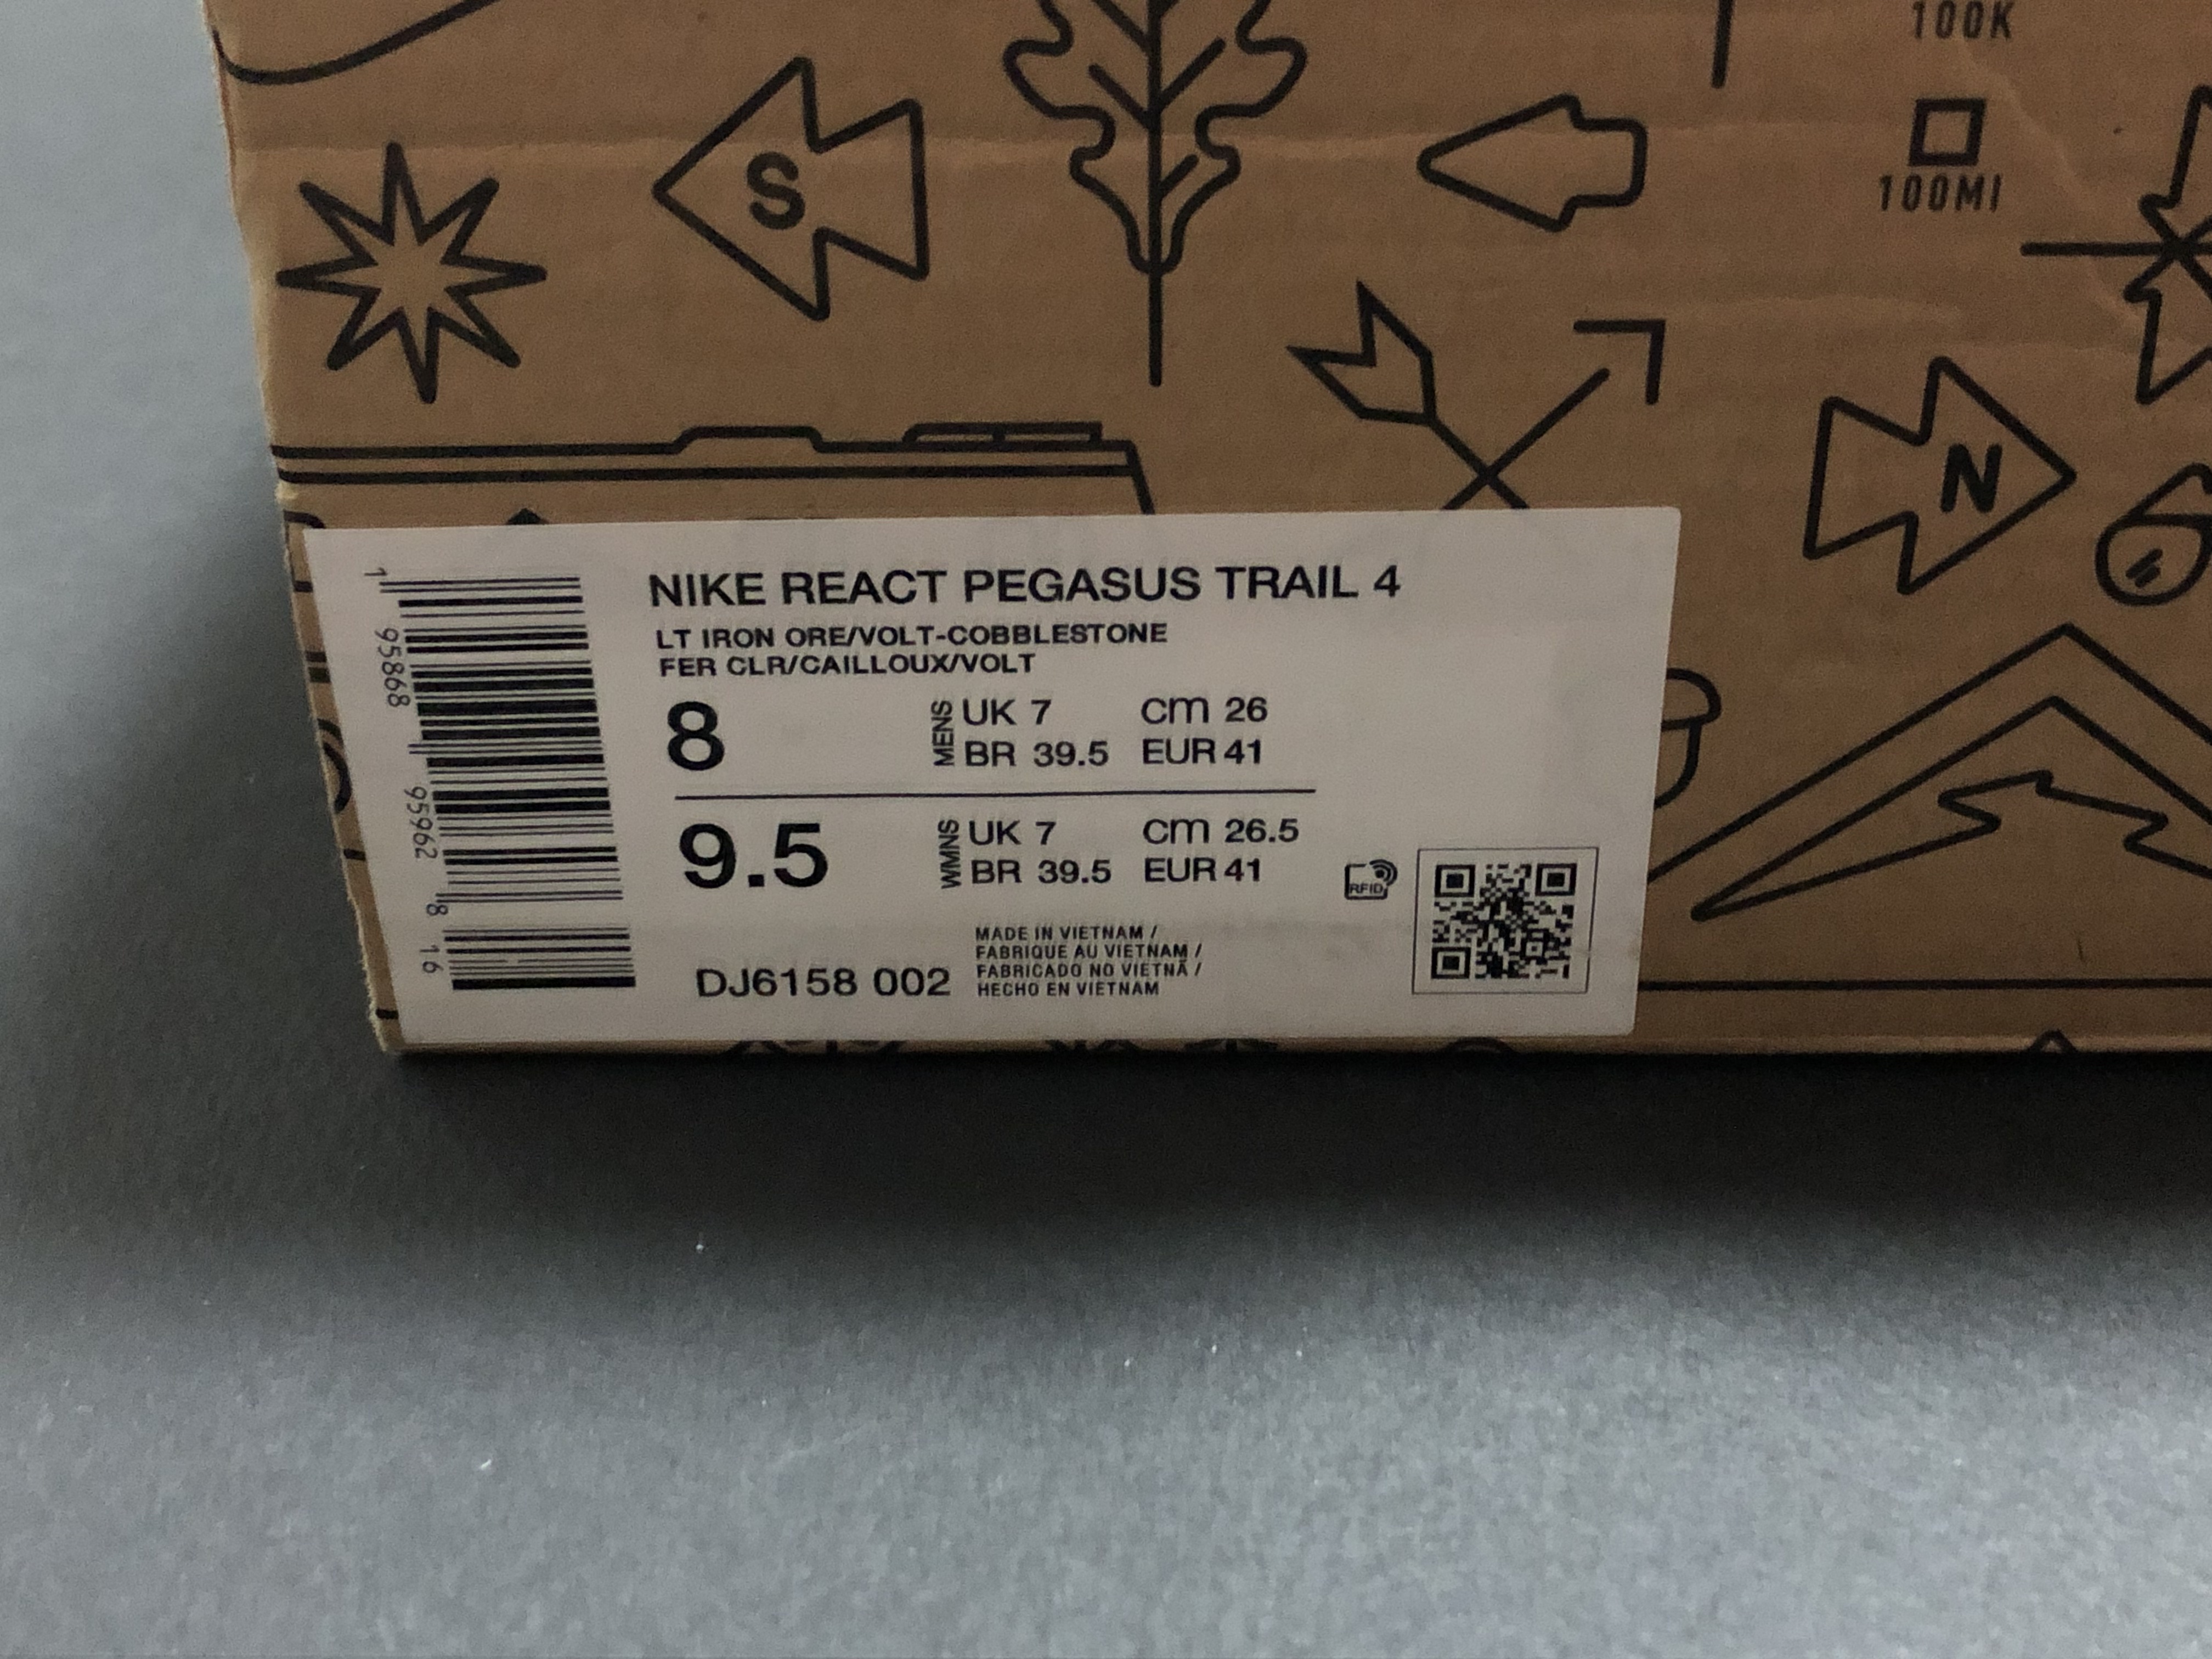 100K
100MI
S
N
NIKE REACT PEGASUS TRAIL 4
LT IRON ORE/VOLT-COBBLESTONE
FER CLR/CAILLOUX/VOLT
8
MENS
UK 7 CM 26
BR 39.5 EUR 41
9.5
WMNS
UK 7 CM 26.5
BR 39.5 EUR 41
RFID
DJ6158 002
MADE IN VIETNAM /
FABRIQUE AU VIETNAM /
FABRICADO NO VIETNÃ /
HECHO EN VIETNAM
1 95868 95962 8 16